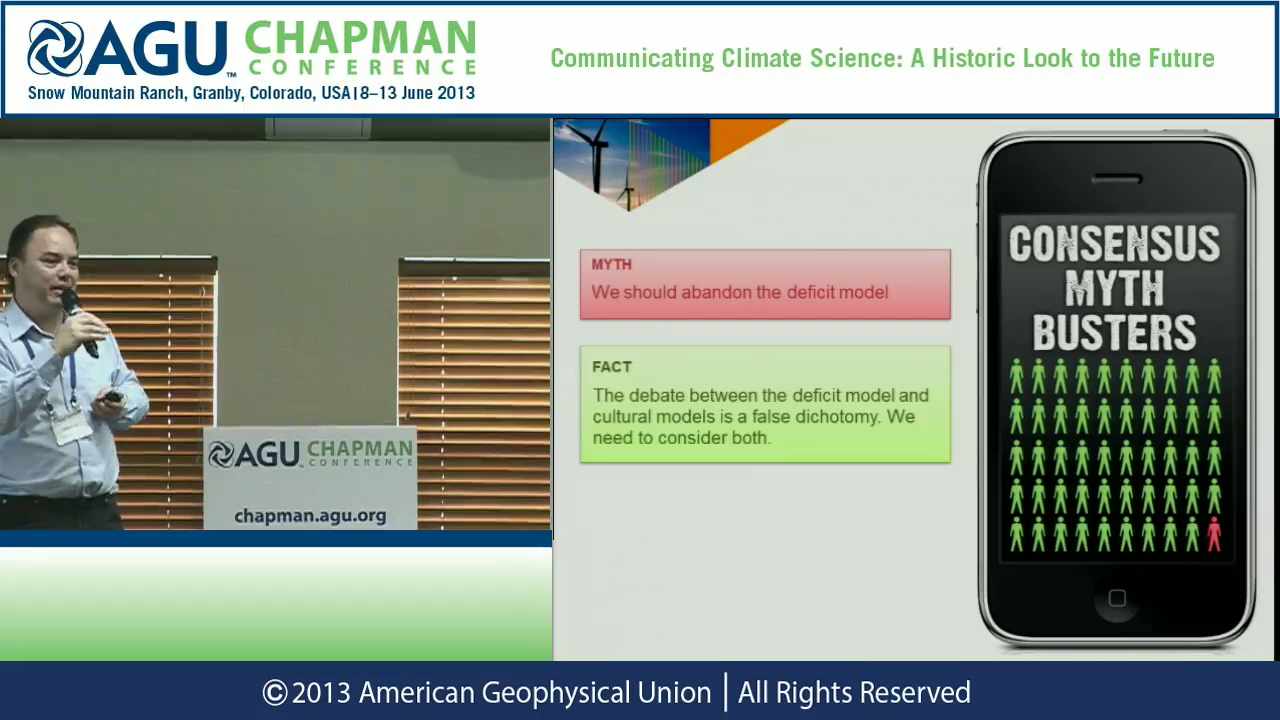 AGU CHAPMAN
CONFERENCE
TM
Snow Mountain Ranch, Granby, Colorado, USA|8–13 June 2013
Communicating Climate Science: A Historic Look to the Future
MYTH
We should abandon the deficit model
FACT
The debate between the deficit model and
cultural models is a false dichotomy. We
need to consider both.
CONSENSUS
MYTH
BUSTERS
AGU CHAPMAN
CONFERENCE
chapman.agu.org
©2013 American Geophysical Union | All Rights Reserved